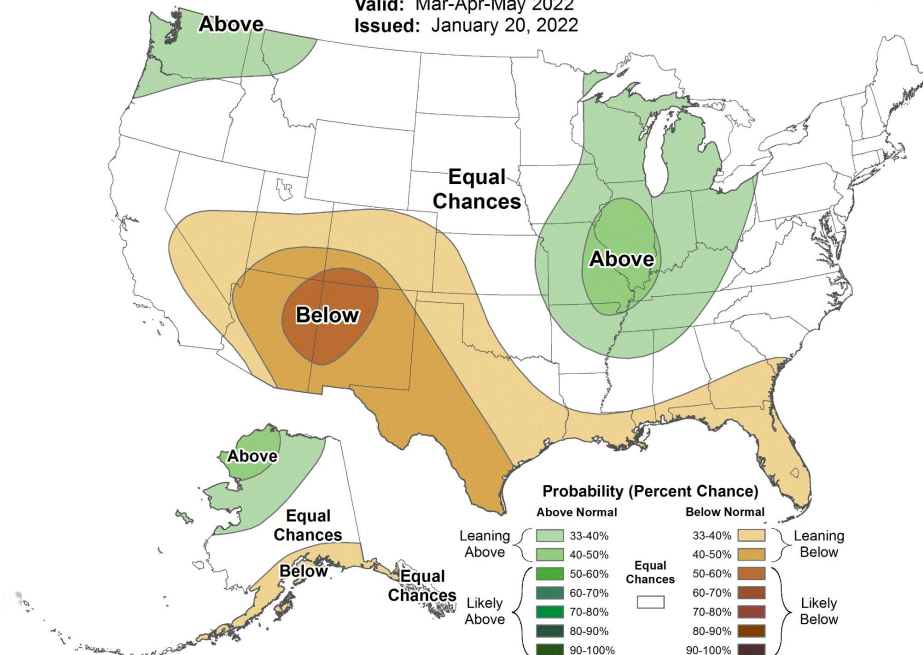 Valid: Mar-Apr-May 2022
Issued: January 20, 2022
Above
Equal
Chances
Above
Below
Above
Equal
Chances
Below
Equal
Chances
Probability (Percent Chance)
Above Normal
Below Normal
Leaning
Above
33-40%
40-50%
Likely
Above
50-60%
60-70%
70-80%
80-90%
90-100%
Equal
Chances
33-40%
40-50%
Leaning
Below
50-60%
60-70%
70-80%
80-90%
90-100%
Likely
Below